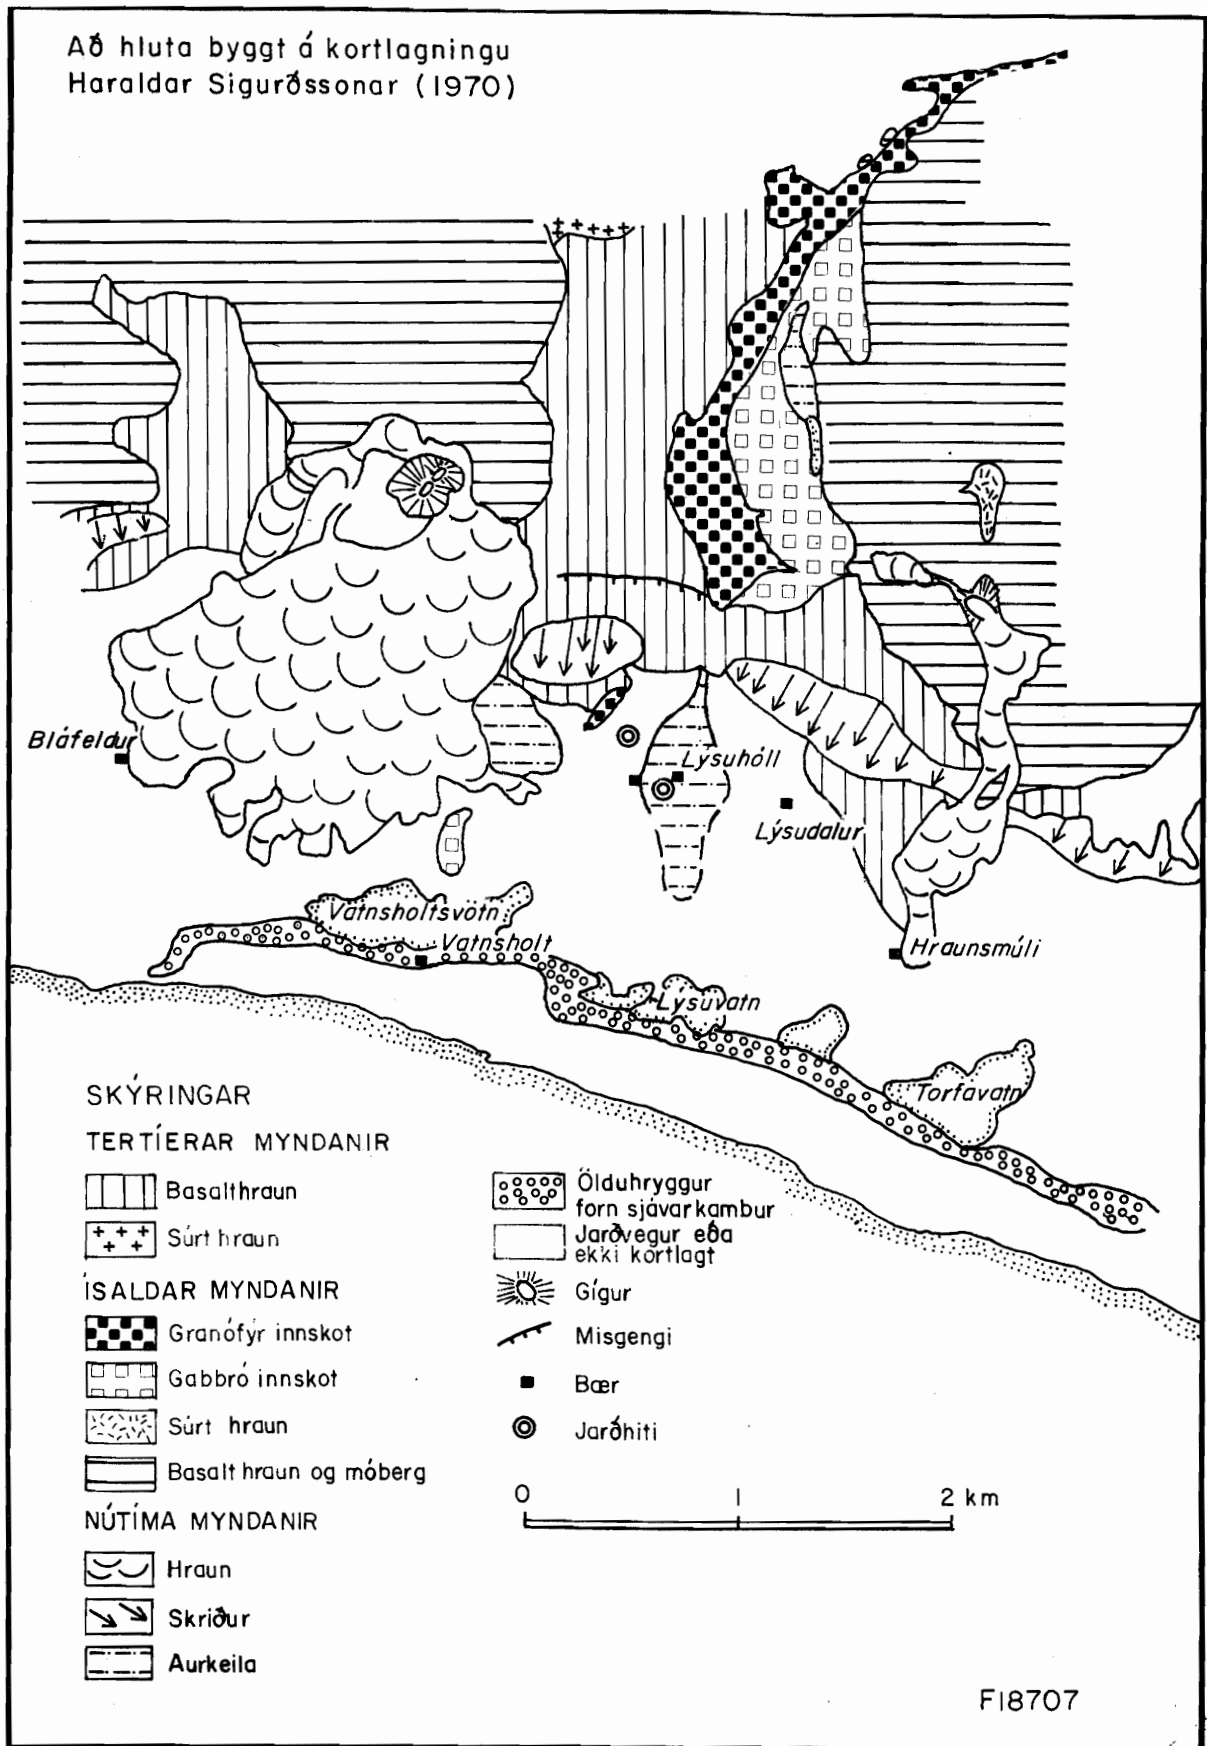 Að hluta byggt á kortlagningu
Haraldar Sigurðssonar (1970)
Bláfeldur
Lýsuhóll
Lýsudalur
Vatnsholtsvötn
Vatnsholt
Hraunsmúli
Lýsuvatn
Torfavatn
SKÝRINGAR
TERTÍERAR MYNDANIR
Basalthraun
Súrt hraun
ÍSALDAR MYNDANIR
Granófýr innskot
Gabbró innskot
Súrt hraun
Basalt hraun og móberg
NÚTÍMA MYNDANIR
Hraun
Skriður
Aurkeila
Ölduhryggur
forn sjávarkambur
Jarðvegur eða
ekki kortlagt
Gígur
Misgengi
Bær
Jarðhiti
0 1 2 km
F18707